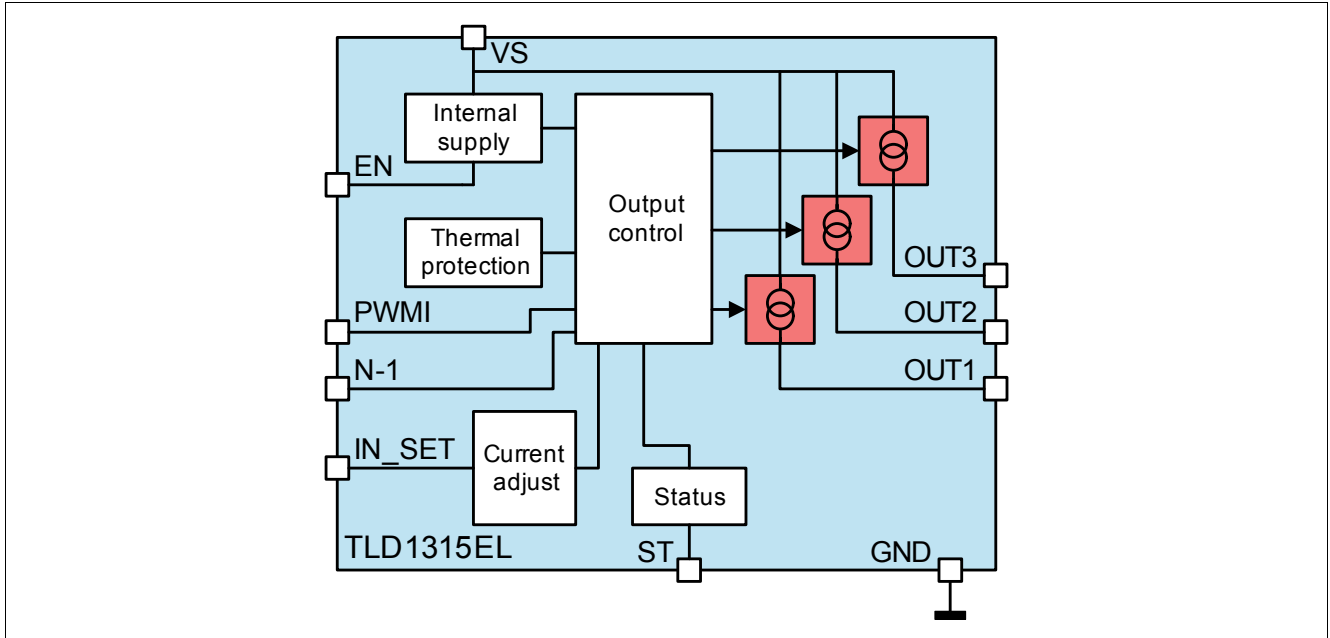 VS
Internal
supply
EN
Output
control
Thermal
protection
OUT3
PWMI
OUT2
N-1
OUT1
IN_SET
Current
adjust
Status
TLD1315EL
ST
GND